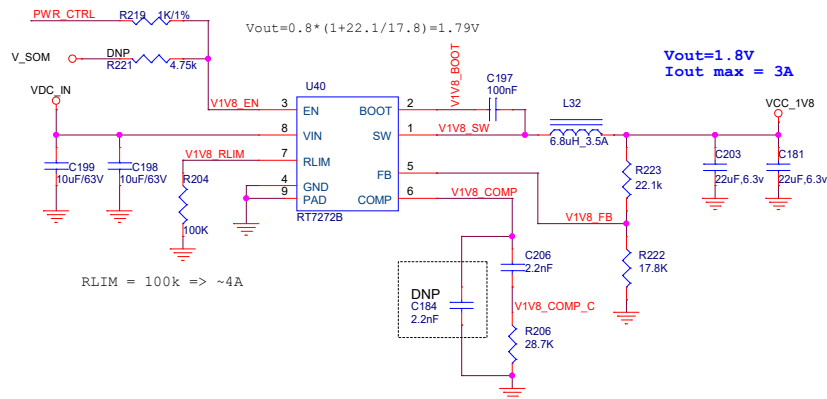 PWR_CTRL
R219
1K/1%
Vout=0.8*(1+22.1/17.8)=1.79V
V_SOM
DNP
R221
4.75k
VDC_IN
U40
V1V8_EN
3
EN
8
VIN
7
RLIM
4
GND
9
PAD
BOOT
2
SW
1
FB
5
COMP
6
RT7272B
V1V8_BOOT
C197
100nF
V1V8_SW
L32
6.8uH_3.5A
Vout=1.8V
Iout max = 3A
VCC_1V8
C199
10uF/63V
C198
10uF/63V
V1V8_RLIM
R204
100K
RLIM = 100k => ~4A
V1V8_COMP
R223
22.1k
C203
22uF,6.3v
C181
22uF,6.3v
V1V8_FB
R222
17.8K
C206
2.2nF
DNP
C184
2.2nF
V1V8_COMP_C
R206
28.7K